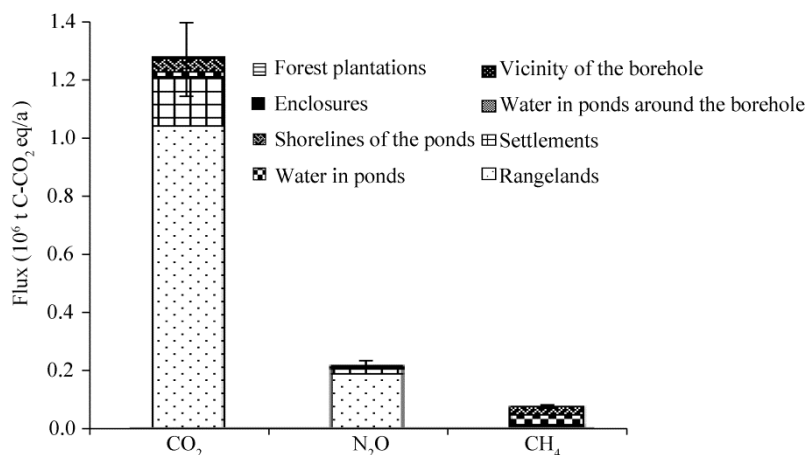 Flux (10⁶ t C-CO₂ eq/a)
1.4
1.2
1.0
0.8
0.6
0.4
0.2
0.0
Forest plantations
Enclosures
Shorelines of the ponds
Water in ponds
Vicinity of the borehole
Water in ponds around the borehole
Settlements
Rangelands
CO₂
N₂O
CH₄